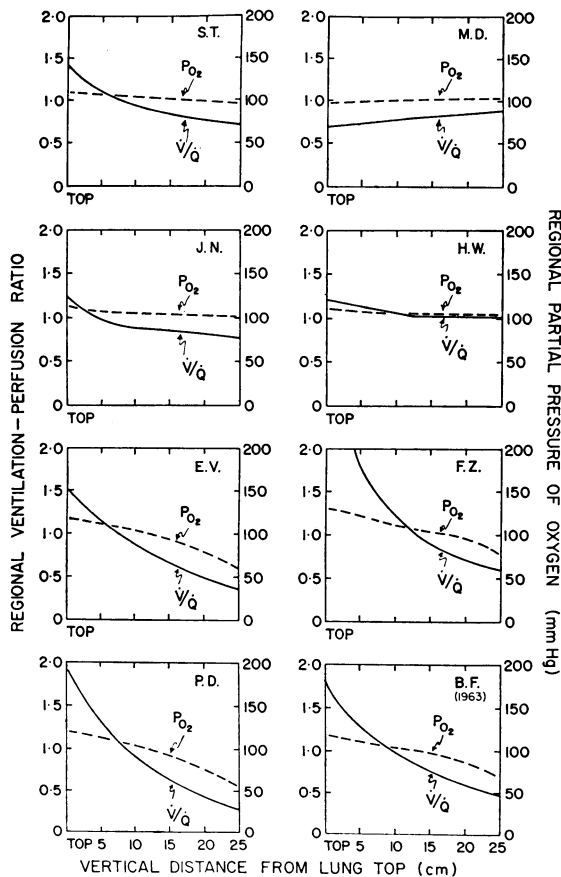 S.T.
2·0
1·5
1·0
0·5
0
200
150
100
50
0
PO2
V̇/Q̇
TOP
M.D.
2·0
1·5
1·0
0·5
0
200
150
100
50
0
PO2
V̇/Q̇
TOP
J.N.
2·0
1·5
1·0
0·5
0
200
150
100
50
0
PO2
V̇/Q̇
TOP
H.W.
2·0
1·5
1·0
0·5
0
200
150
100
50
0
PO2
V̇/Q̇
TOP
E.V.
2·0
1·5
1·0
0·5
0
200
150
100
50
0
PO2
V̇/Q̇
TOP
F.Z.
2·0
1·5
1·0
0·5
0
200
150
100
50
0
PO2
V̇/Q̇
TOP
P.D.
2·0
1·5
1·0
0·5
0
200
150
100
50
0
PO2
V̇/Q̇
TOP 5 10 15 20 25
B.F.
(1963)
2·0
1·5
1·0
0·5
0
200
150
100
50
0
PO2
V̇/Q̇
TOP 5 10 15 20 25
REGIONAL VENTILATION–PERFUSION RATIO
REGIONAL PARTIAL PRESSURE OF OXYGEN (mm Hg)
VERTICAL DISTANCE FROM LUNG TOP (cm)